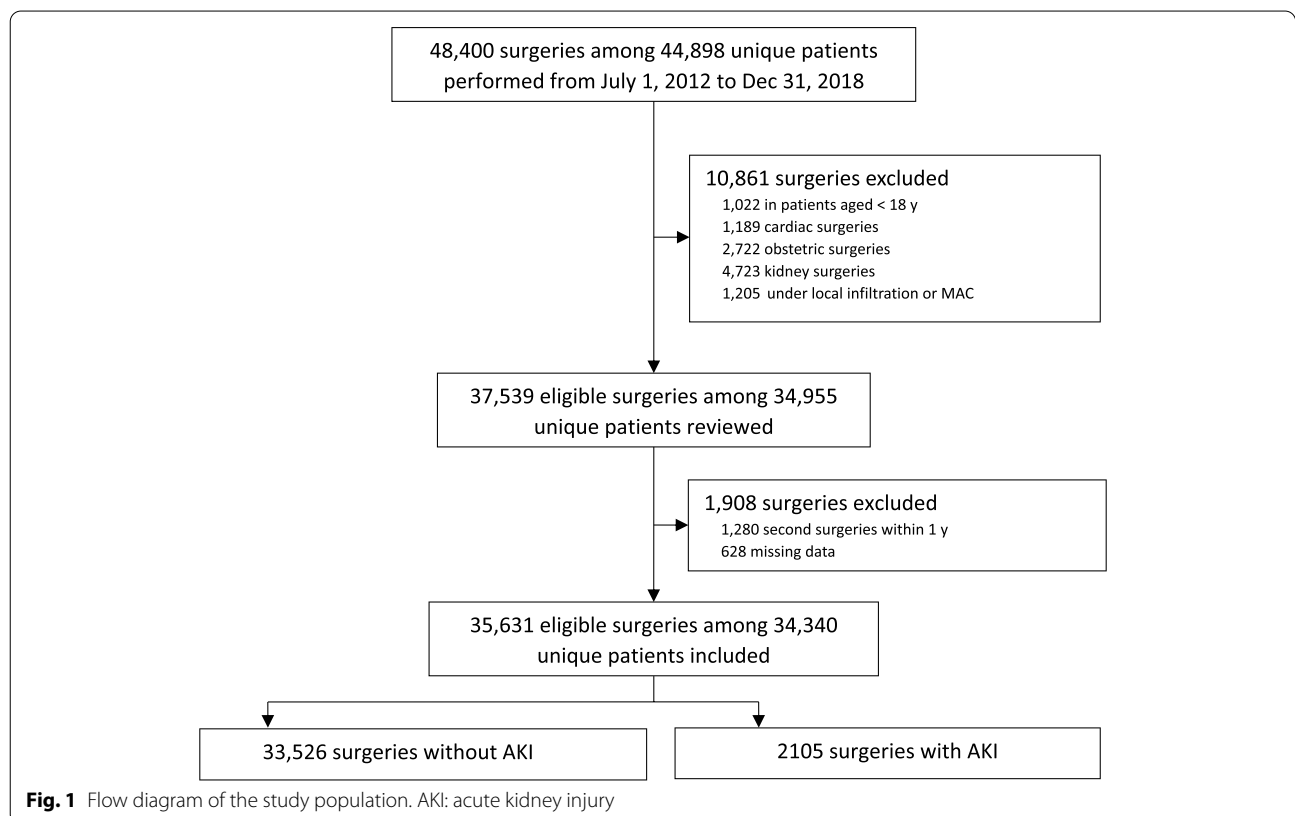 48,400 surgeries among 44,898 unique patients
performed from July 1, 2012 to Dec 31, 2018
10,861 surgeries excluded
1,022 in patients aged < 18 y
1,189 cardiac surgeries
2,722 obstetric surgeries
4,723 kidney surgeries
1,205 under local infiltration or MAC
37,539 eligible surgeries among 34,955
unique patients reviewed
1,908 surgeries excluded
1,280 second surgeries within 1 y
628 missing data
35,631 eligible surgeries among 34,340
unique patients included
33,526 surgeries without AKI
2105 surgeries with AKI
Fig. 1 Flow diagram of the study population. AKI: acute kidney injury